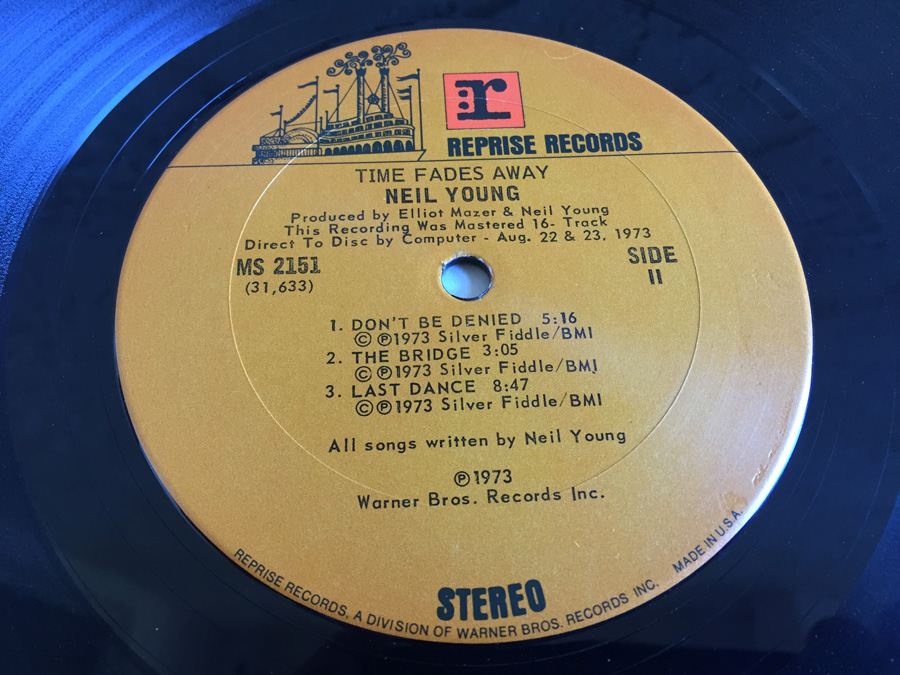 r
REPRISE RECORDS
TIME FADES AWAY
NEIL YOUNG
Produced by Elliot Mazer & Neil Young
This Recording Was Mastered 16- Track
Direct To Disc by Computer - Aug. 22 & 23, 1973
MS 2151
(31,633)
SIDE
II
1. DON'T BE DENIED 5:16
©℗1973 Silver Fiddle/BMI
2. THE BRIDGE 3:05
©℗1973 Silver Fiddle/BMI
3. LAST DANCE 8:47
©℗1973 Silver Fiddle/BMI
All songs written by Neil Young
℗1973
Warner Bros. Records Inc.
STEREO
REPRISE RECORDS, A DIVISION OF WARNER BROS. RECORDS INC. MADE IN U.S.A.